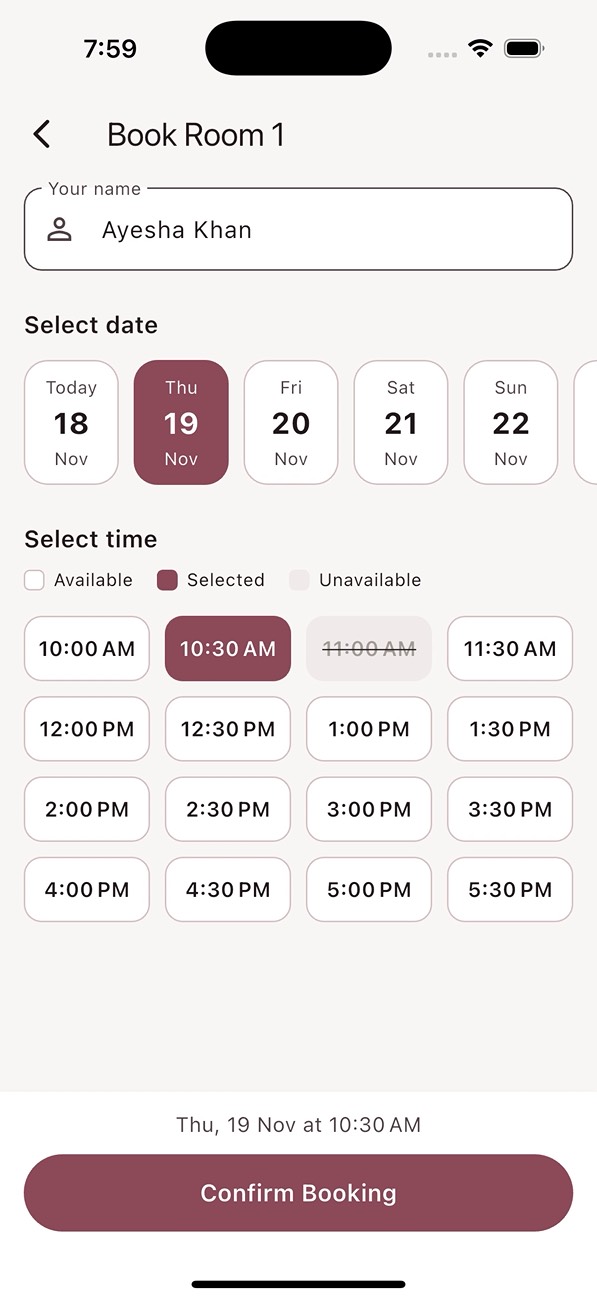 7:59
Book Room 1
Your name
Ayesha Khan
Select date
Today Thu Fri Sat Sun
18 19 20 21 22
Nov Nov Nov Nov Nov
Select time
Available Selected Unavailable
10:00 AM 10:30 AM 11:00 AM 11:30 AM
12:00 PM 12:30 PM 1:00 PM 1:30 PM
2:00 PM 2:30 PM 3:00 PM 3:30 PM
4:00 PM 4:30 PM 5:00 PM 5:30 PM
Thu, 19 Nov at 10:30 AM
Confirm Booking